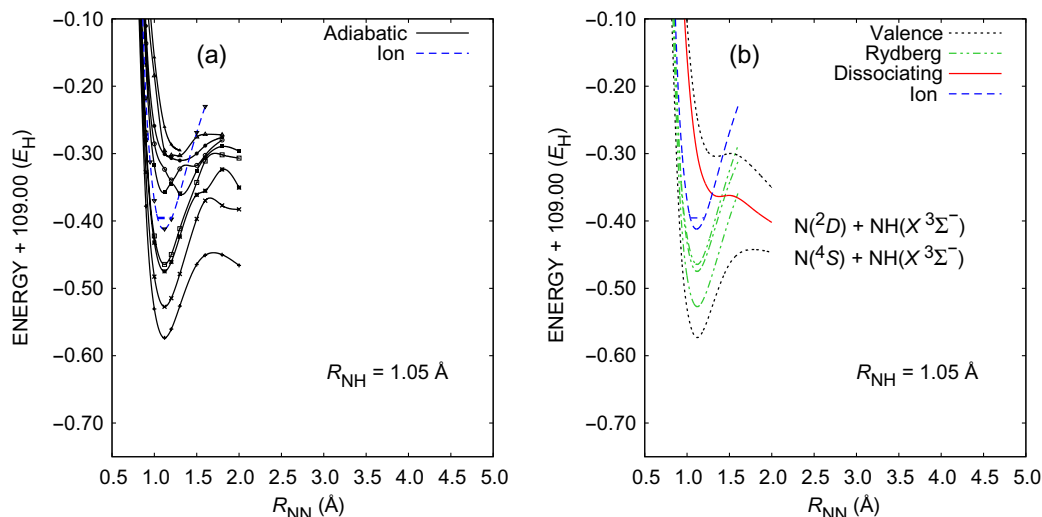 (a)
Adiabatic
Ion
ENERGY + 109.00 (E_H)
−0.10
−0.20
−0.30
−0.40
−0.50
−0.60
−0.70
R_NH = 1.05 Å
0.5 1.0 1.5 2.0 2.5 3.0 3.5 4.0 4.5 5.0
R_NN (Å)
(b)
Valence
Rydberg
Dissociating
Ion
ENERGY + 109.00 (E_H)
−0.10
−0.20
−0.30
−0.40
−0.50
−0.60
−0.70
N(²D) + NH(X ³Σ⁻)
N(⁴S) + NH(X ³Σ⁻)
R_NH = 1.05 Å
0.5 1.0 1.5 2.0 2.5 3.0 3.5 4.0 4.5 5.0
R_NN (Å)